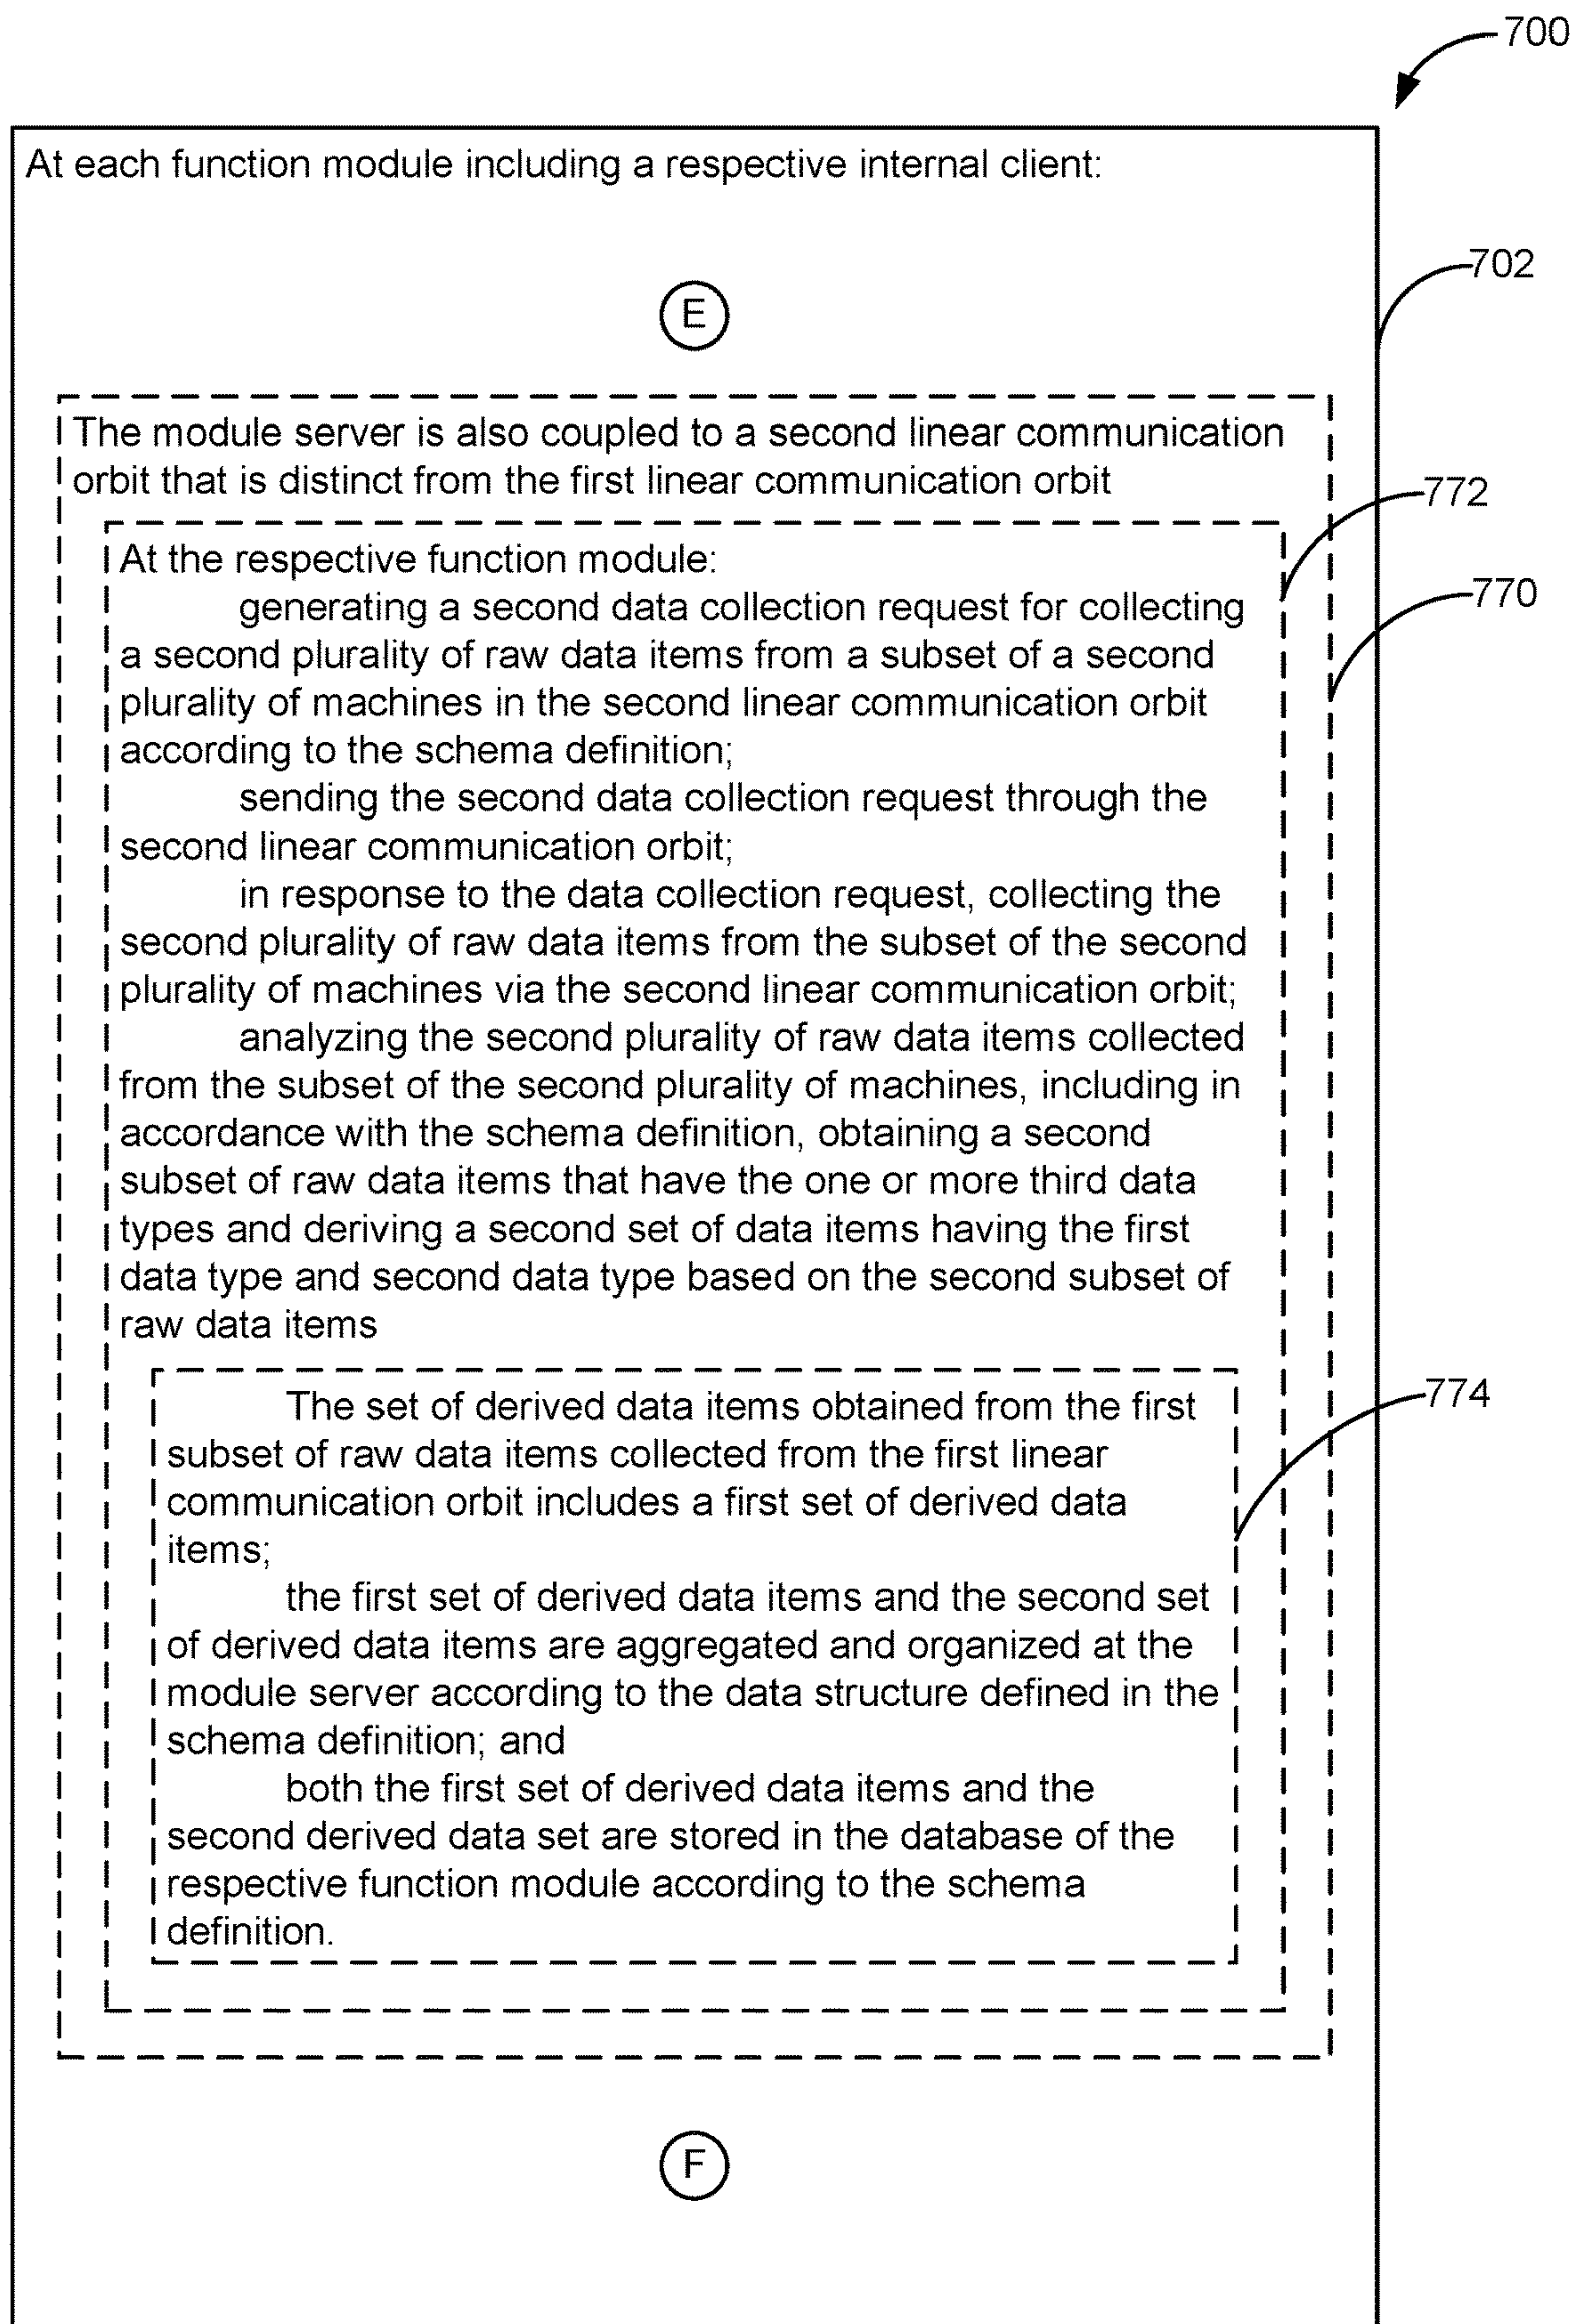 700
At each function module including a respective internal client:
702
E
The module server is also coupled to a second linear communication
orbit that is distinct from the first linear communication orbit
772
At the respective function module:
770
generating a second data collection request for collecting
a second plurality of raw data items from a subset of a second
plurality of machines in the second linear communication orbit
according to the schema definition;
sending the second data collection request through the
second linear communication orbit;
in response to the data collection request, collecting the
second plurality of raw data items from the subset of the second
plurality of machines via the second linear communication orbit;
analyzing the second plurality of raw data items collected
from the subset of the second plurality of machines, including in
accordance with the schema definition, obtaining a second
subset of raw data items that have the one or more third data
types and deriving a second set of data items having the first
data type and second data type based on the second subset of
raw data items
774
The set of derived data items obtained from the first
subset of raw data items collected from the first linear
communication orbit includes a first set of derived data
items;
the first set of derived data items and the second set
of derived data items are aggregated and organized at the
module server according to the data structure defined in the
schema definition; and
both the first set of derived data items and the
second derived data set are stored in the database of the
respective function module according to the schema
definition.
F